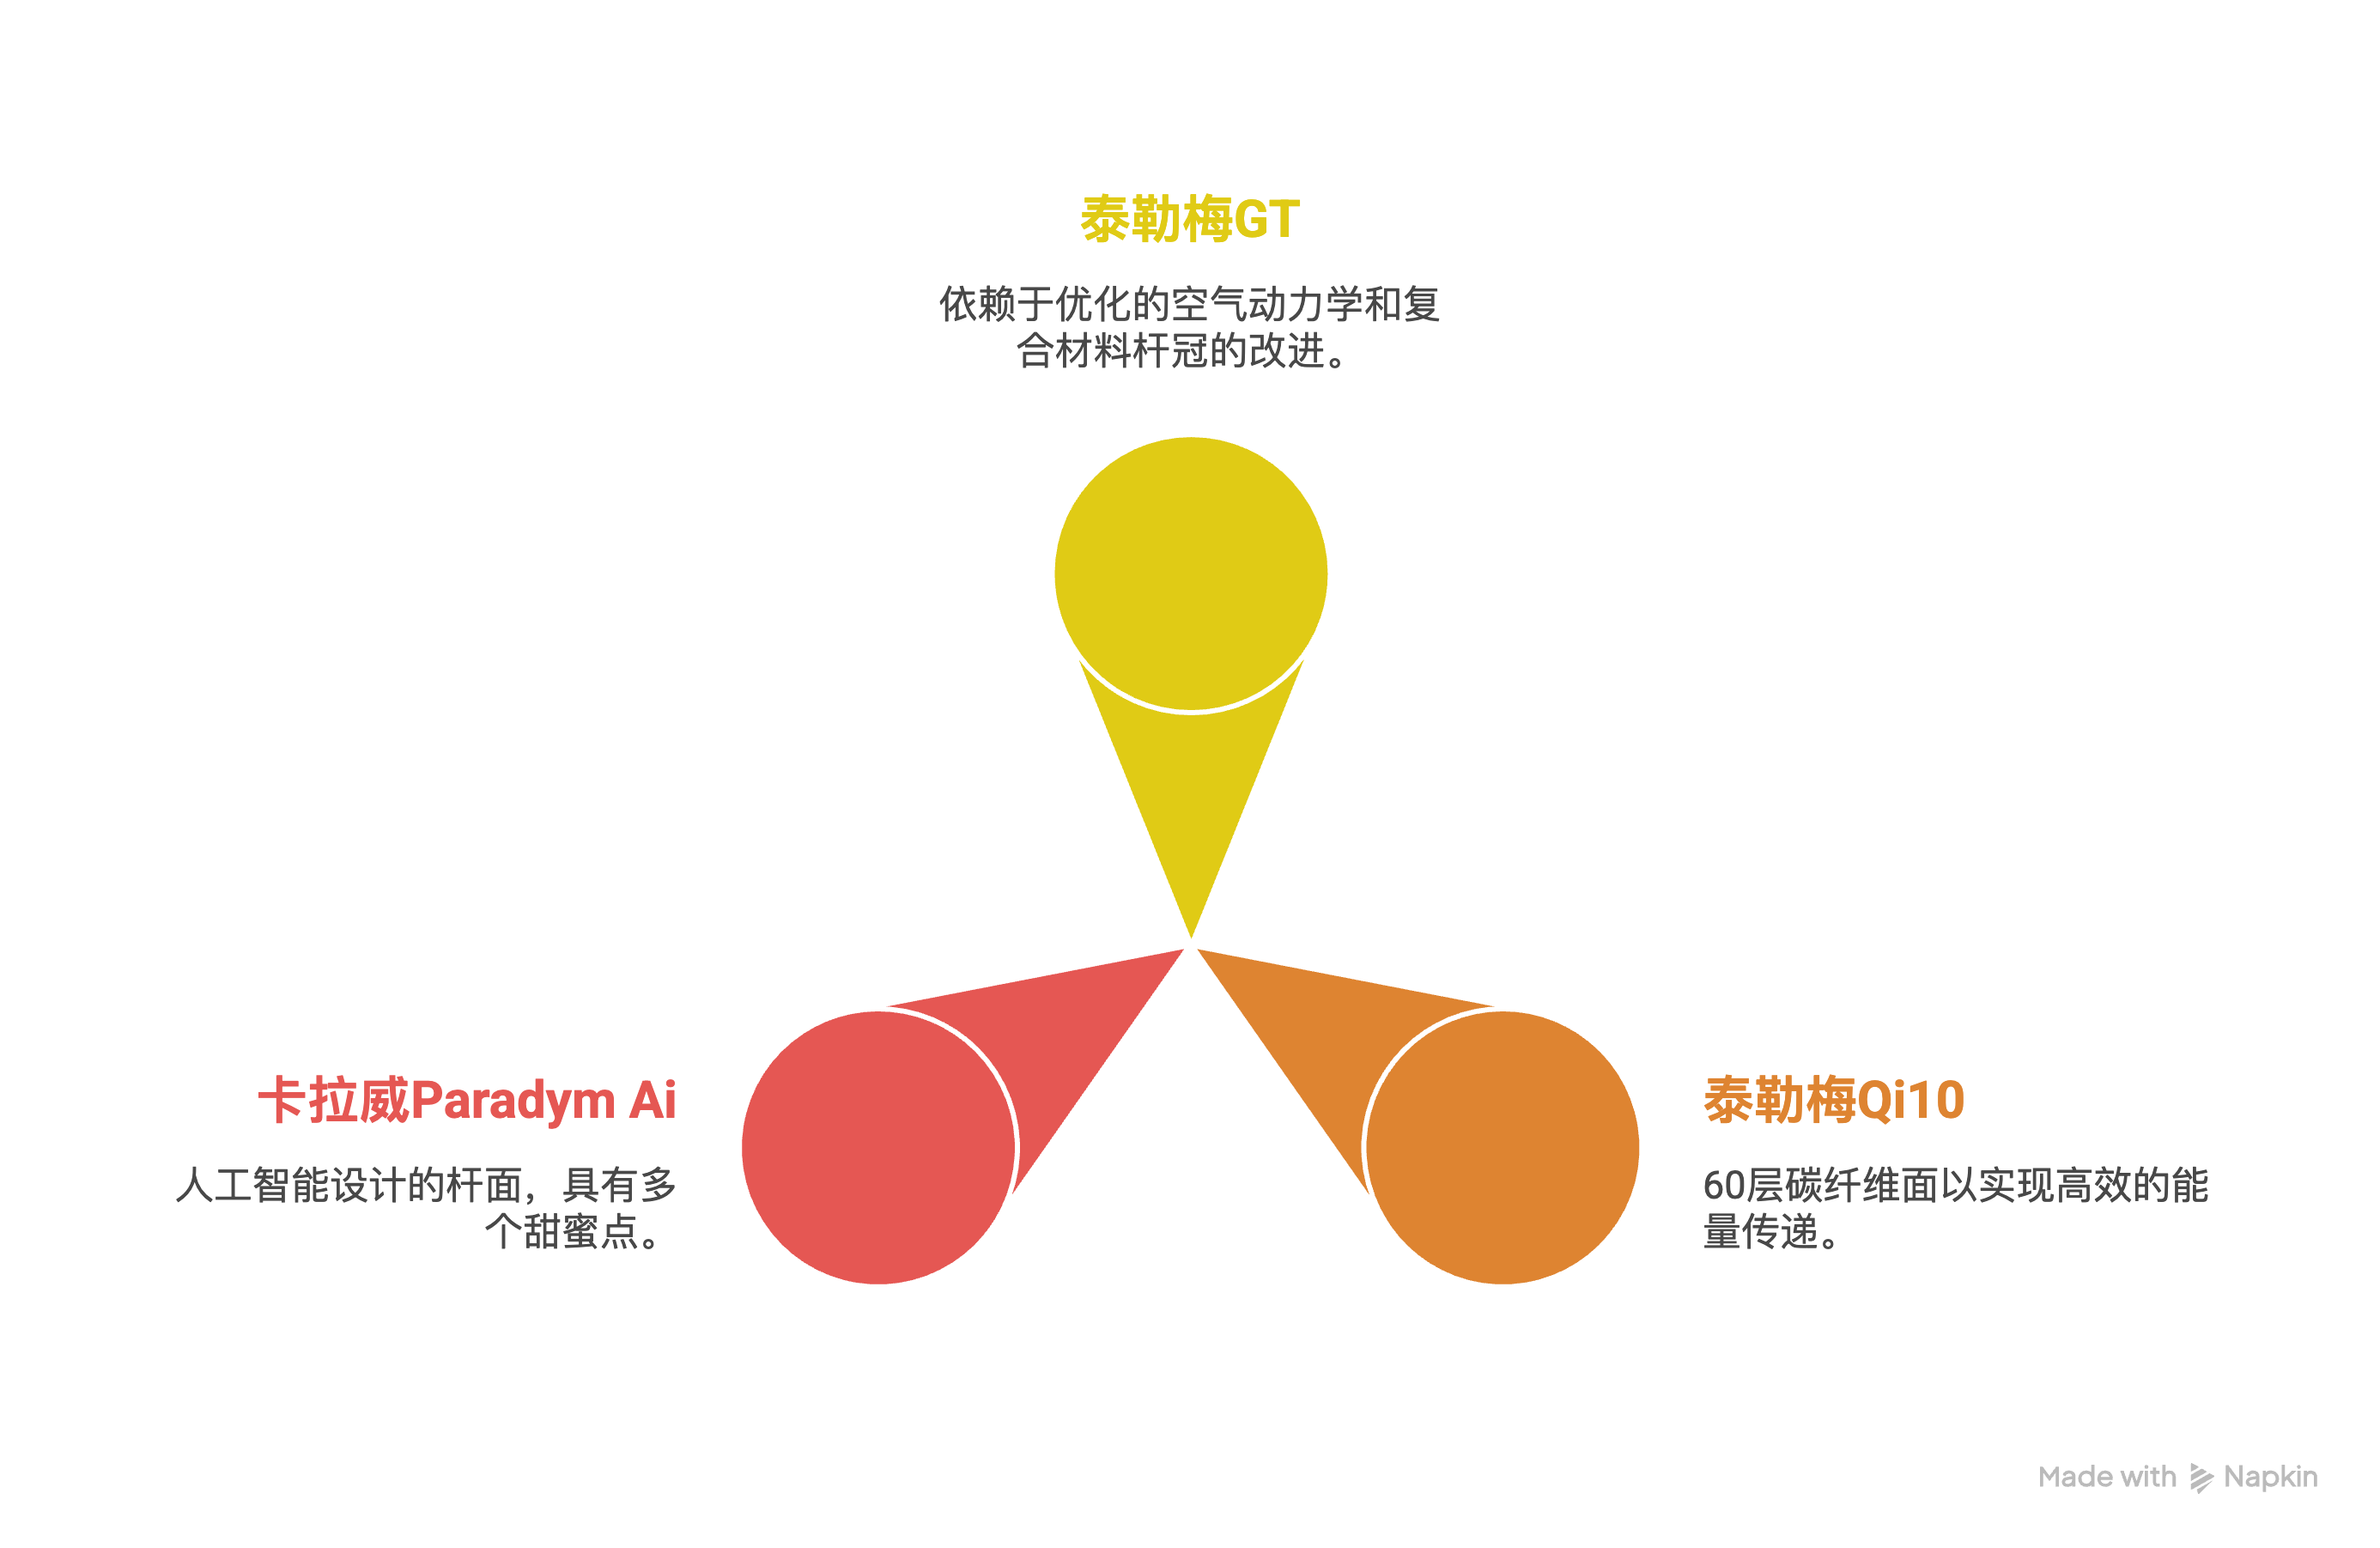 泰勒梅GT
依赖于优化的空气动力学和复
合材料杆冠的改进。
卡拉威Paradym Ai
人工智能设计的杆面，具有多
个甜蜜点。
泰勒梅Qi10
60层碳纤维面以实现高效的能
量传递。
Made with Napkin